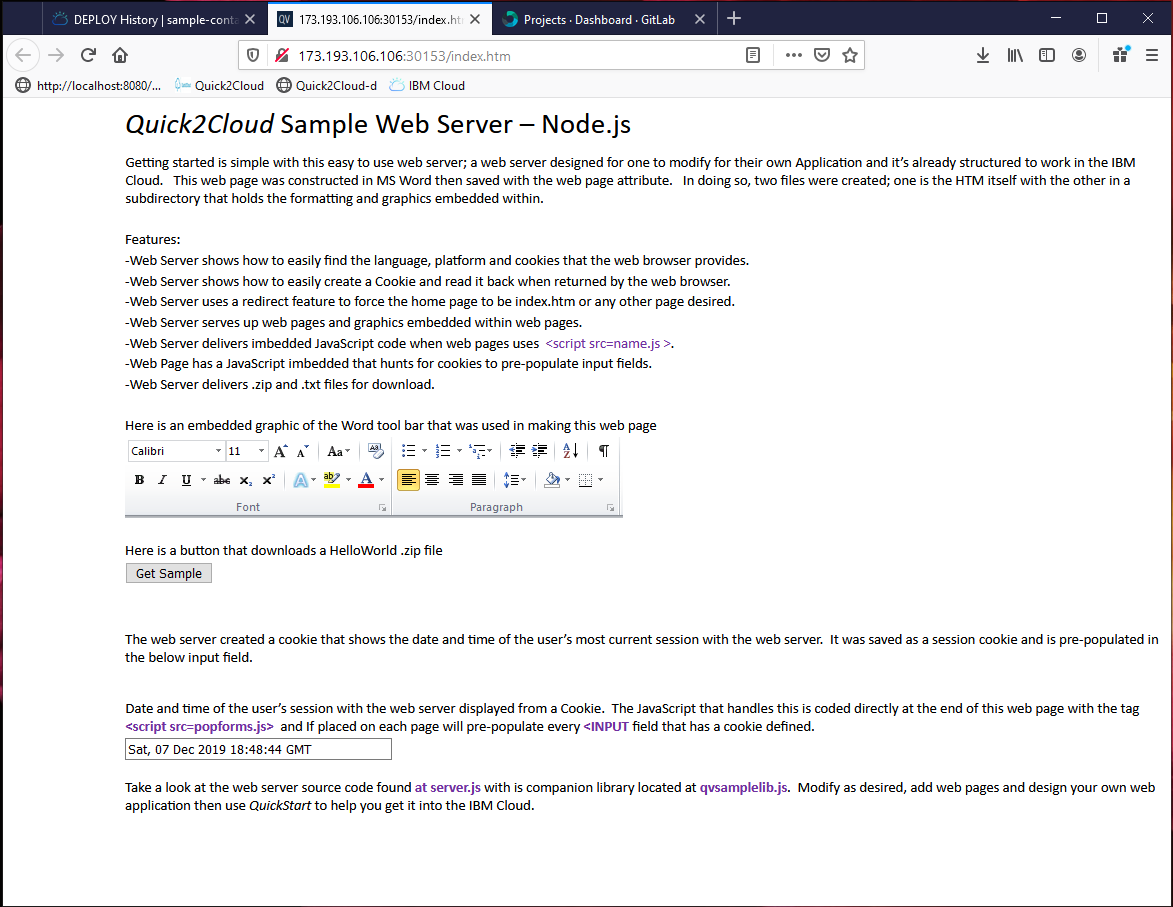 DEPLOY History | sample-conta
QV 173.193.106.106:30153/index.htm
Projects · Dashboard · GitLab
173.193.106.106:30153/index.htm
http://localhost:8080/...
Quick2Cloud
Quick2Cloud-d
IBM Cloud
Quick2Cloud Sample Web Server – Node.js
Getting started is simple with this easy to use web server; a web server designed for one to modify for their own Application and it’s already structured to work in the IBM
Cloud. This web page was constructed in MS Word then saved with the web page attribute. In doing so, two files were created; one is the HTM itself with the other in a
subdirectory that holds the formatting and graphics embedded within.
Features:
-Web Server shows how to easily find the language, platform and cookies that the web browser provides.
-Web Server shows how to easily create a Cookie and read it back when returned by the web browser.
-Web Server uses a redirect feature to force the home page to be index.htm or any other page desired.
-Web Server serves up web pages and graphics embedded within web pages.
-Web Server delivers imbedded JavaScript code when web pages uses <script src=name.js >.
-Web Page has a JavaScript imbedded that hunts for cookies to pre-populate input fields.
-Web Server delivers .zip and .txt files for download.
Here is an embedded graphic of the Word tool bar that was used in making this web page
Calibri 11 A A Aa
B I U abc x₂ x² A ab A
Font Paragraph
Here is a button that downloads a HelloWorld .zip file
Get Sample
The web server created a cookie that shows the date and time of the user’s most current session with the web server. It was saved as a session cookie and is pre-populated in
the below input field.
Date and time of the user’s session with the web server displayed from a Cookie. The JavaScript that handles this is coded directly at the end of this web page with the tag
<script src=popforms.js> and If placed on each page will pre-populate every <INPUT field that has a cookie defined.
Sat, 07 Dec 2019 18:48:44 GMT
Take a look at the web server source code found at server.js with is companion library located at qvsamplelib.js. Modify as desired, add web pages and design your own web
application then use QuickStart to help you get it into the IBM Cloud.